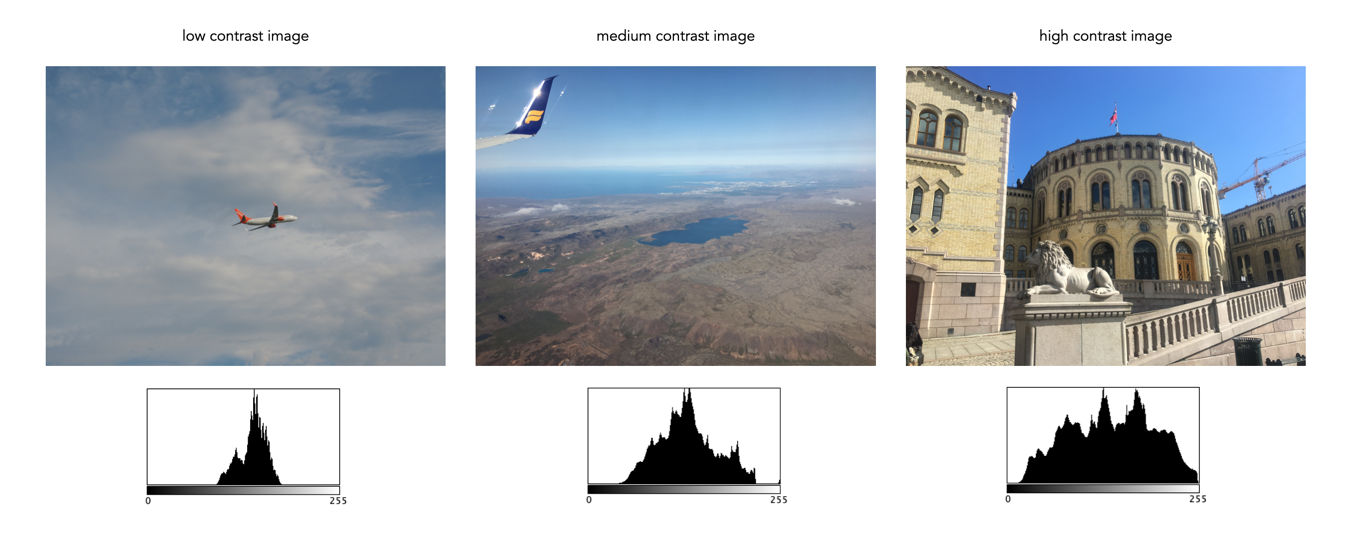 low contrast image
medium contrast image
high contrast image
0 255
0 255
0 255